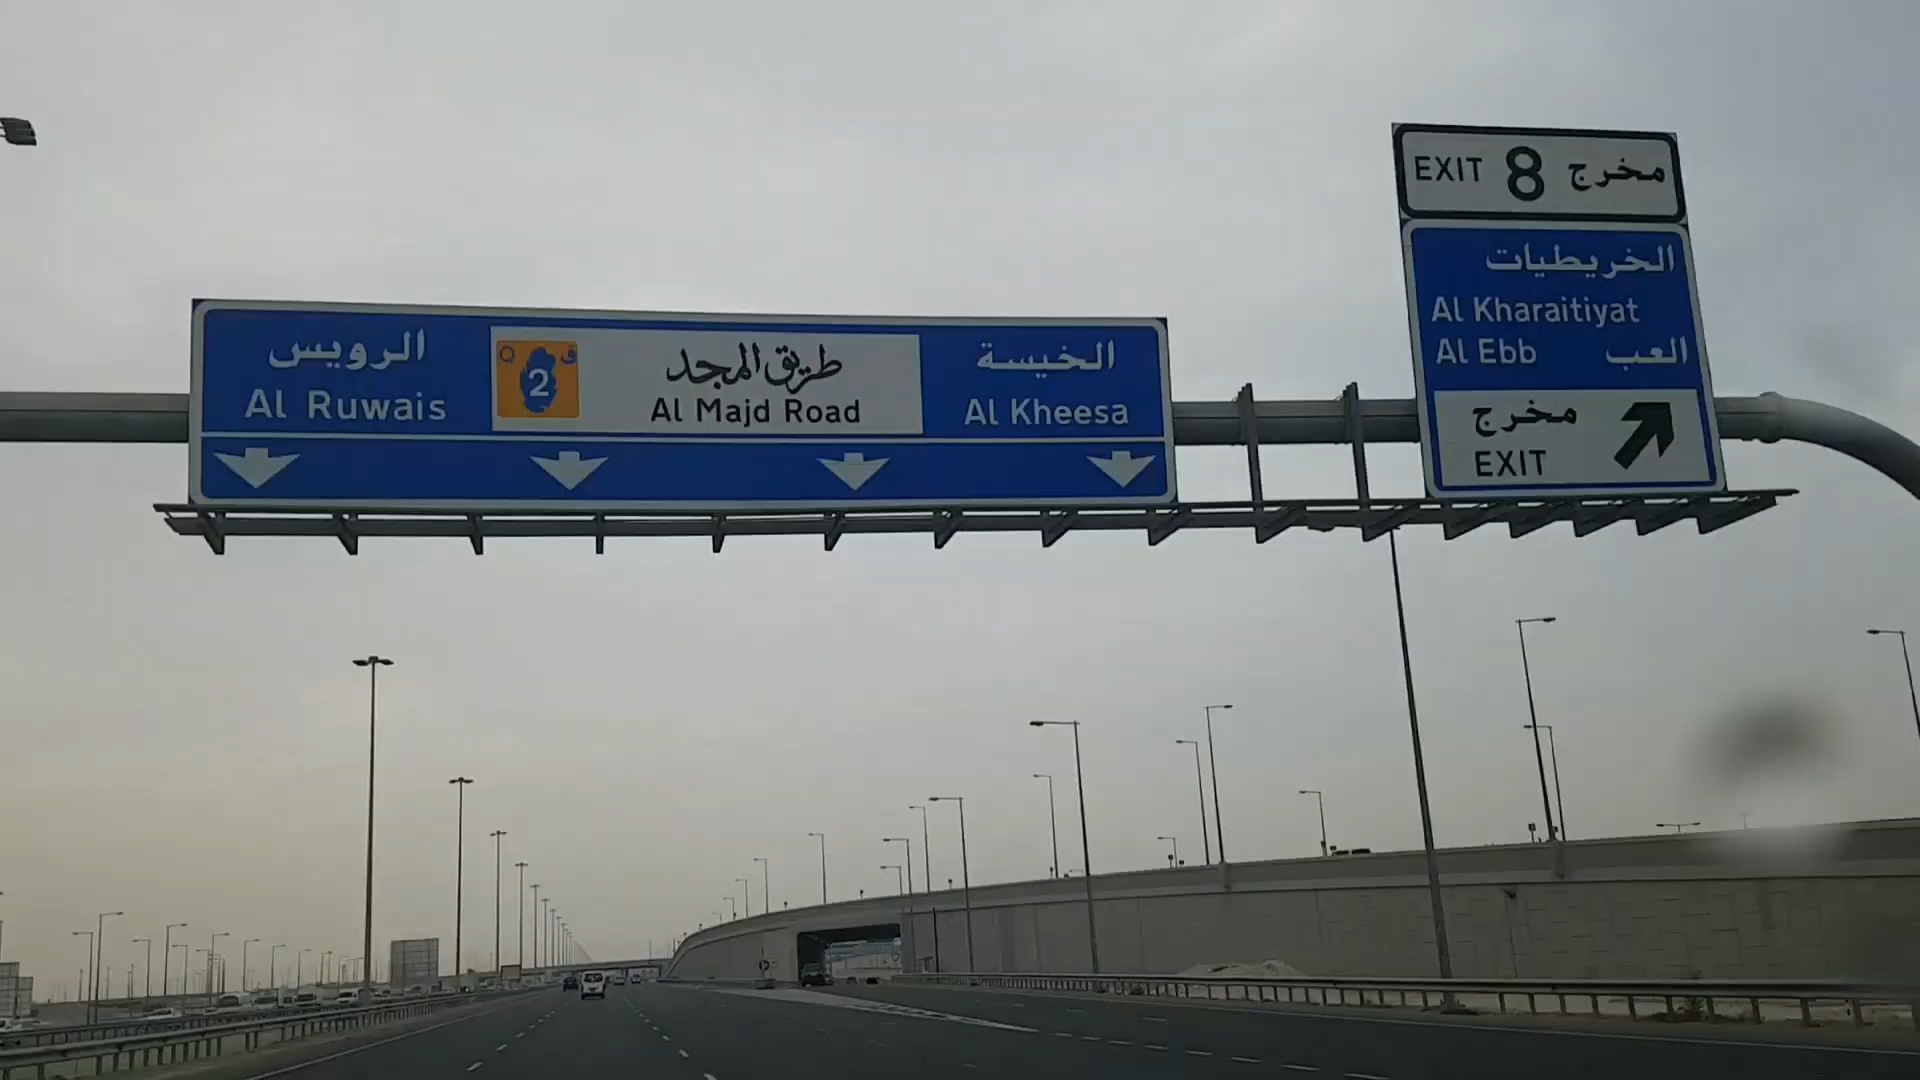 الرويس
Al Ruwais
Q 2 ق
طريق المجد
Al Majd Road
الخيسة
Al Kheesa
EXIT 8 مخرج
الخريطيات
Al Kharaitiyat
Al Ebb العب
مخرج
EXIT